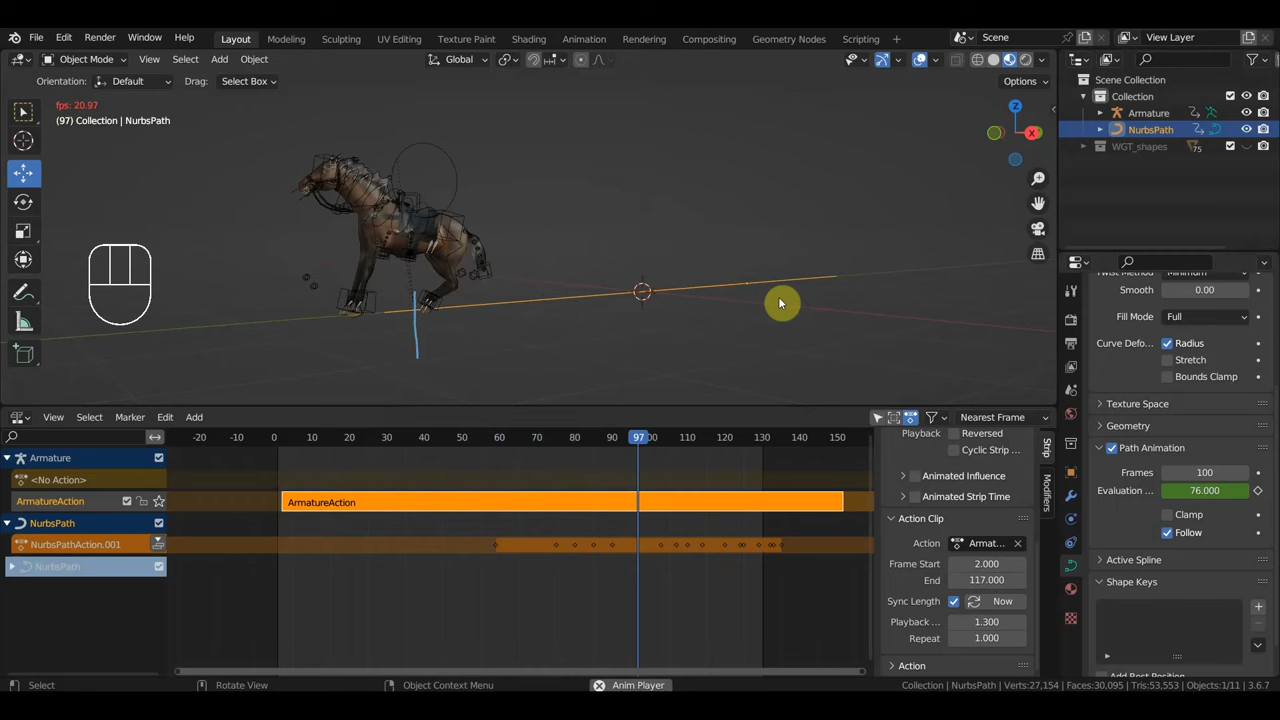 File Edit Render Window Help Layout Modeling Sculpting UV Editing Texture Paint Shading Animation Rendering Compositing Geometry Nodes Scripting + Scene View Layer
Object Mode View Select Add Object Global Options
Orientation: Default Drag: Select Box
fps: 20.97
(97) Collection | NurbsPath
Z
X
Scene Collection
Collection
Armature
NurbsPath
WGT_shapes 75
Smooth 0.00
Fill Mode Full
Curve Defo... Radius
Stretch
Bounds Clamp
Texture Space
Geometry
Path Animation
Frames 100
Evaluation ... 76.000
Clamp
Follow
Active Spline
Shape Keys
View Select Marker Edit Add Nearest Frame
-20 -10 0 10 20 30 40 50 60 70 80 90 97 00 110 120 130 140 150
Armature
<No Action>
ArmatureAction
ArmatureAction
NurbsPath
NurbsPathAction.001
NurbsPath
Playback Reversed
Cyclic Strip ...
Animated Influence
Animated Strip Time
Action Clip
Action Armat...
Frame Start 2.000
End 117.000
Sync Length Now
Playback ... 1.300
Repeat 1.000
Action
Strip
Modifiers
Select Rotate View Object Context Menu Anim Player Collection | NurbsPath | Verts:27,154 | Faces:30,095 | Tris:53,553 | Objects:1/11 | 3.6.7